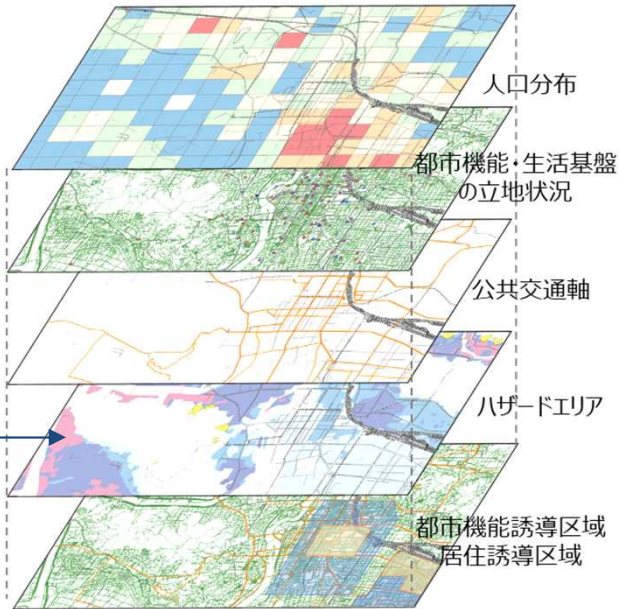 人口分布
都市機能・生活基盤
の立地状況
公共交通軸
ハザードエリア
都市機能誘導区域
居住誘導区域